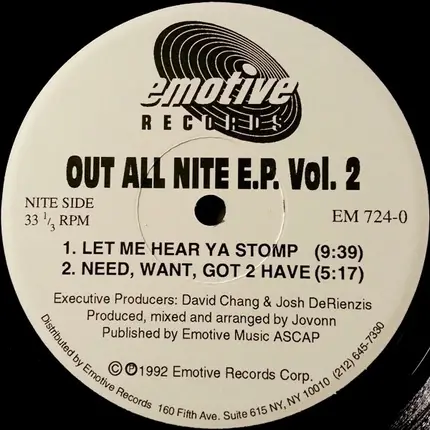 emotive
RECORDS
OUT ALL NITE E.P. Vol. 2
NITE SIDE
33 1/3 RPM
EM 724-0
1. LET ME HEAR YA STOMP (9:39)
2. NEED, WANT, GOT 2 HAVE (5:17)
Executive Producers: David Chang & Josh DeRienzis
Produced, mixed and arranged by Jovonn
Published by Emotive Music ASCAP
© ℗ 1992 Emotive Records Corp.
Distributed by Emotive Records 160 Fifth Ave. Suite 615 NY, NY 10010 (212) 645-7330